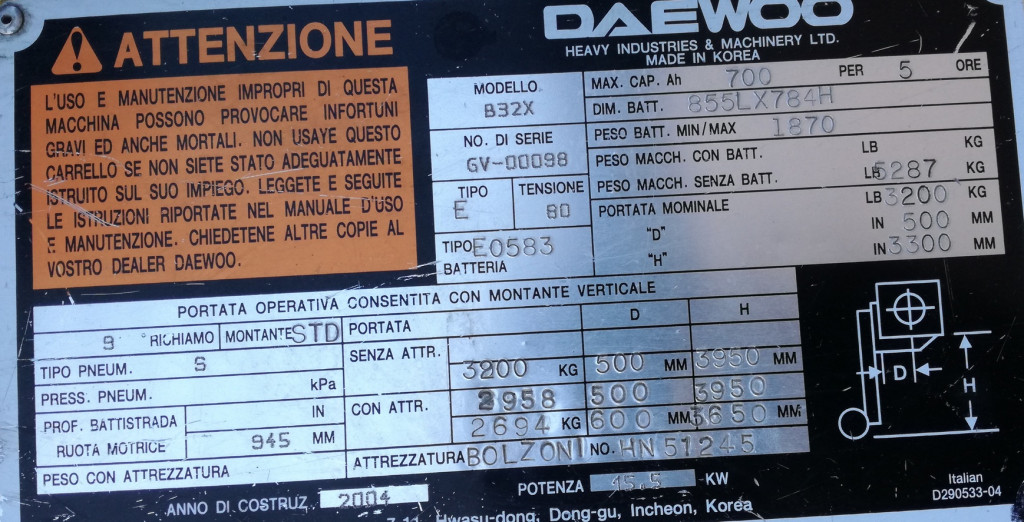 ATTENZIONE
L'USO E MANUTENZIONE IMPROPRI DI QUESTA
MACCHINA POSSONO PROVOCARE INFORTUNI
GRAVI ED ANCHE MORTALI. NON USAYE QUESTO
CARRELLO SE NON SIETE STATO ADEGUATAMENTE
ISTRUITO SUL SUO IMPIEGO. LEGGETE E SEGUITE
LE ISTRUZIONI RIPORTATE NEL MANUALE D'USO
E MANUTENZIONE. CHIEDETENE ALTRE COPIE AL
VOSTRO DEALER DAEWOO.
DAEWOO
HEAVY INDUSTRIES & MACHINERY LTD.
MADE IN KOREA
MODELLO
B32X
NO. DI SERIE
GV-00098
TIPO TENSIONE
E 80
TIPO E0583
BATTERIA
MAX. CAP. Ah 700 PER 5 ORE
DIM. BATT. 855LX784H
PESO BATT. MIN/MAX 1870
PESO MACCH. CON BATT. LB KG
PESO MACCH. SENZA BATT. LB 5287 KG
PORTATA MOMINALE LB 3200 KG
"D" IN 500 MM
"H" IN 3300 MM
PORTATA OPERATIVA CONSENTITA CON MONTANTE VERTICALE
9 ° RICHIAMO MONTANTE STD PORTATA D H
TIPO PNEUM. S SENZA ATTR. 3200 KG 500 MM 3950 MM
PRESS. PNEUM. kPa
CON ATTR. 2958 500 3950
PROF. BATTISTRADA IN
2694 KG 600 MM 3650 MM
RUOTA MOTRICE 945 MM
ATTREZZATURA BOLZONI NO. HN 51245
PESO CON ATTREZZATURA
POTENZA 15.5 KW
ANNO DI COSTRUZ. 2004
D
H
Italian
D290533-04
Hwasu-dong, Dong-gu, Incheon, Korea